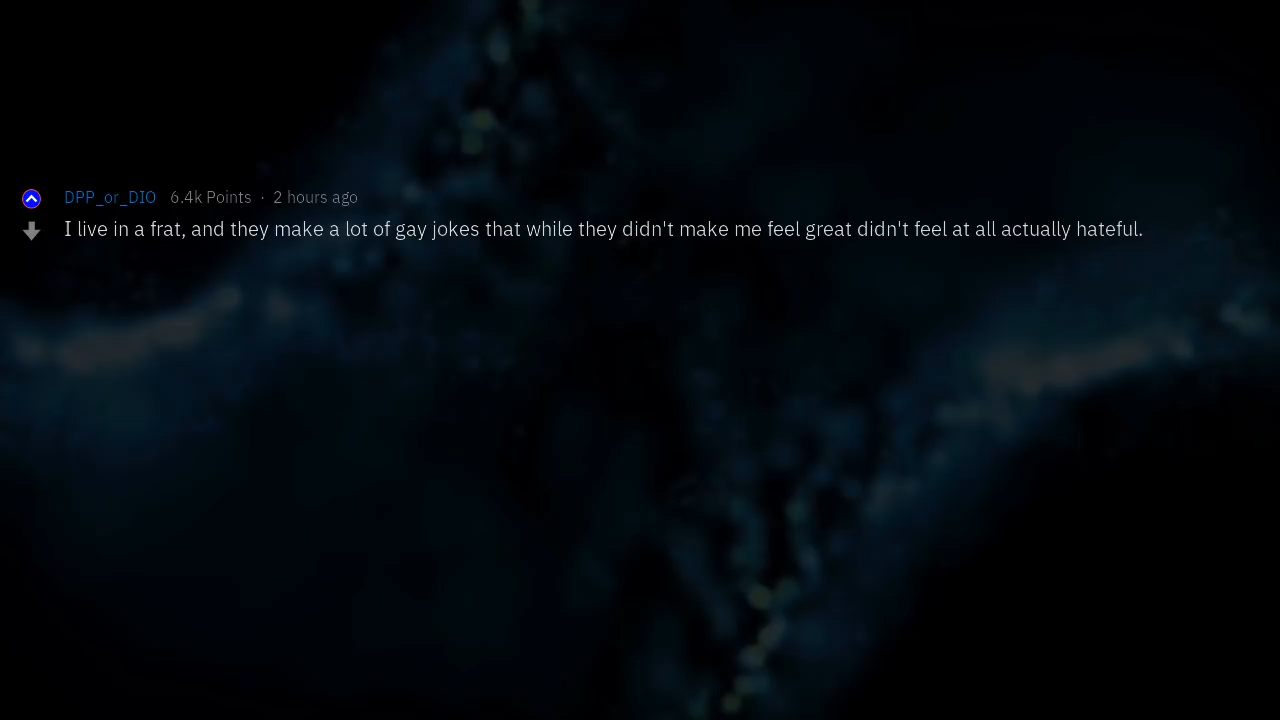 DPP_or_DIO 6.4k Points · 2 hours ago
I live in a frat, and they make a lot of gay jokes that while they didn't make me feel great didn't feel at all actually hateful.